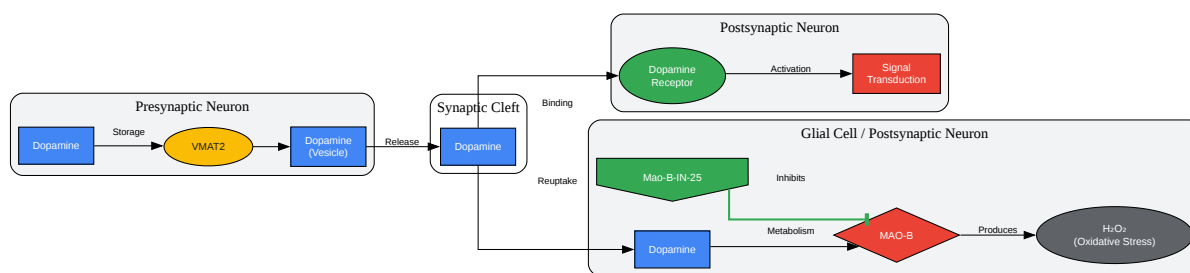 Postsynaptic Neuron
Dopamine
Receptor
Activation
Signal
Transduction
Presynaptic Neuron
Dopamine
Storage
VMAT2
Dopamine
(Vesicle)
Release
Synaptic Cleft
Dopamine
Binding
Reuptake
Glial Cell / Postsynaptic Neuron
Mao-B-IN-25
Inhibits
Dopamine
Metabolism
MAO-B
Produces
H₂O₂
(Oxidative Stress)